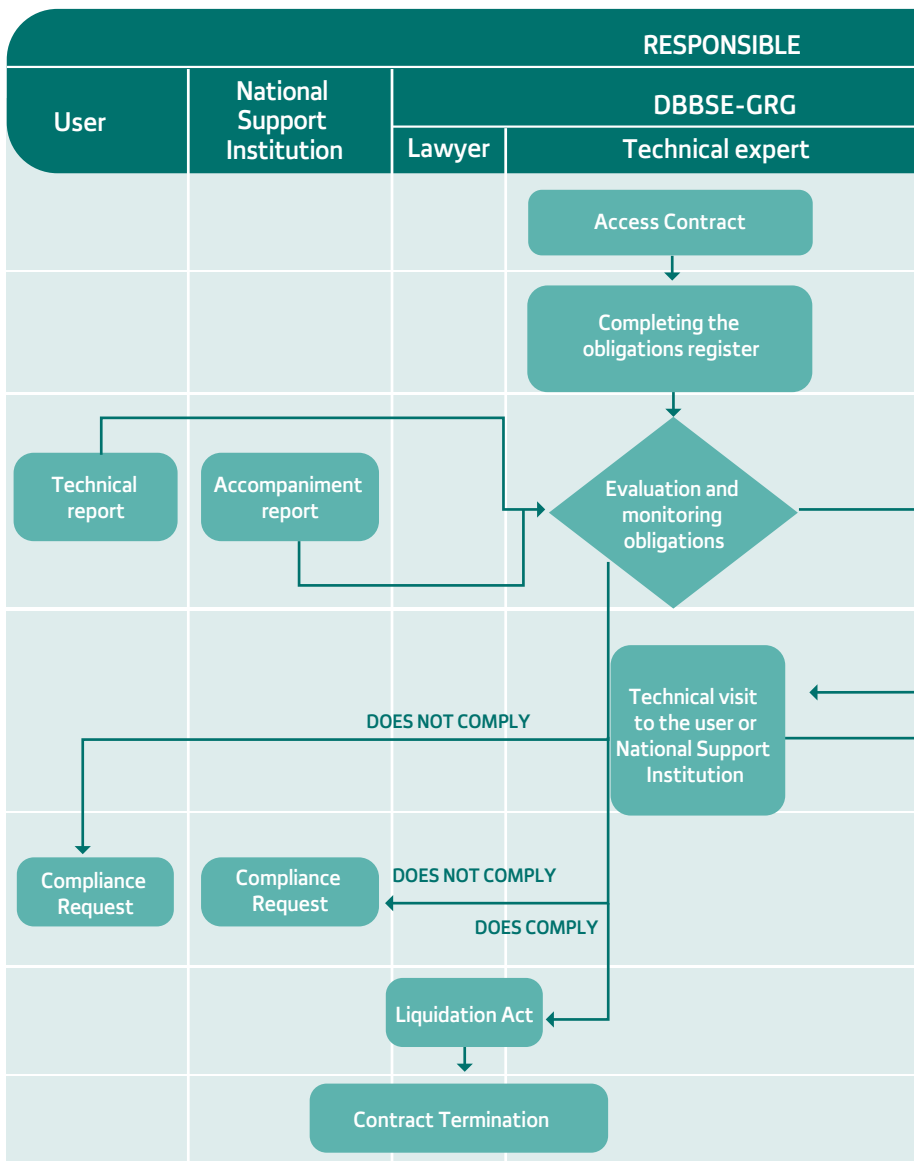 RESPONSIBLE
User
National
Support
Institution
DBBSE-GRG
Lawyer
Technical expert
Access Contract
Completing the
obligations register
Technical
report
Accompaniment
report
Evaluation and
monitoring
obligations
Technical visit
to the user or
National Support
Institution
DOES NOT COMPLY
Compliance
Request
Compliance
Request
DOES NOT COMPLY
DOES COMPLY
Liquidation Act
Contract Termination